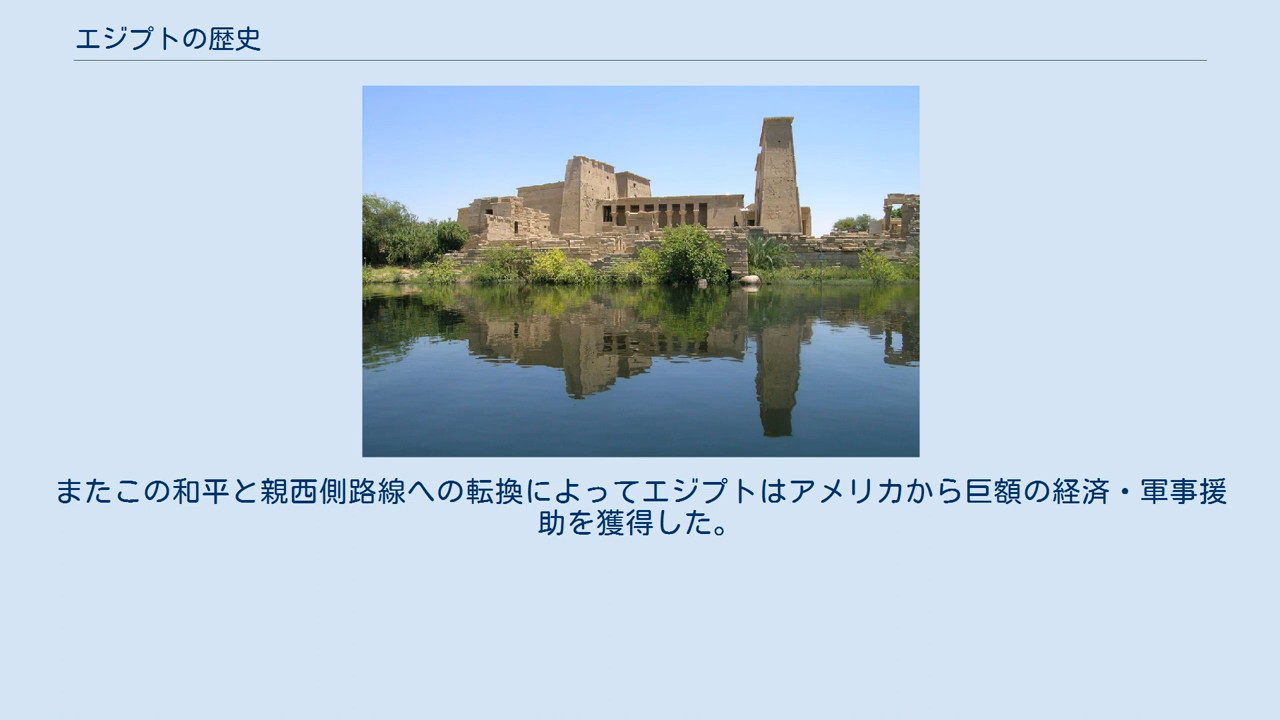 エジプトの歴史
またこの和平と親西側路線への転換によってエジプトはアメリカから巨額の経済・軍事援
助を獲得した。